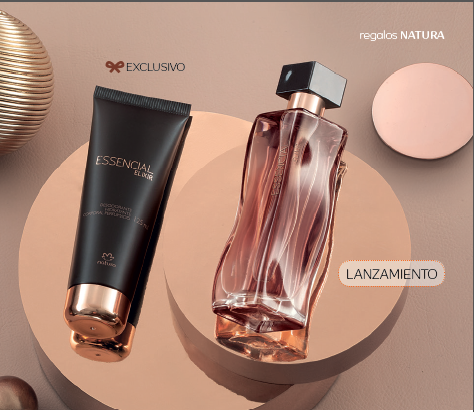 regalos NATURA
EXCLUSIVO
ESSENCIAL
ELIXIR
natura
LANZAMIENTO